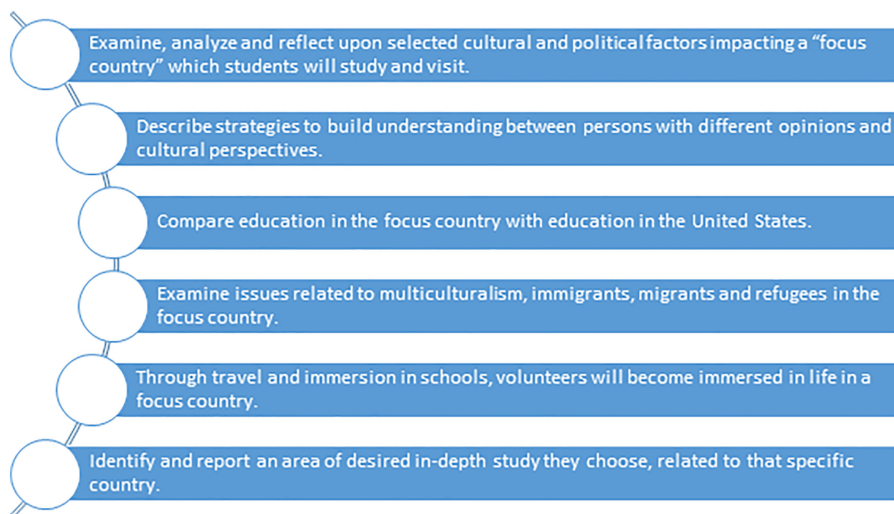 Examine, analyze and reflect upon selected cultural and political factors impacting a “focus
country” which students will study and visit.
Describe strategies to build understanding between persons with different opinions and
cultural perspectives.
Compare education in the focus country with education in the United States.
Examine issues related to multiculturalism, immigrants, migrants and refugees in the
focus country.
Through travel and immersion in schools, volunteers will become immersed in life in a
focus country.
Identify and report an area of desired in-depth study they choose, related to that specific
country.